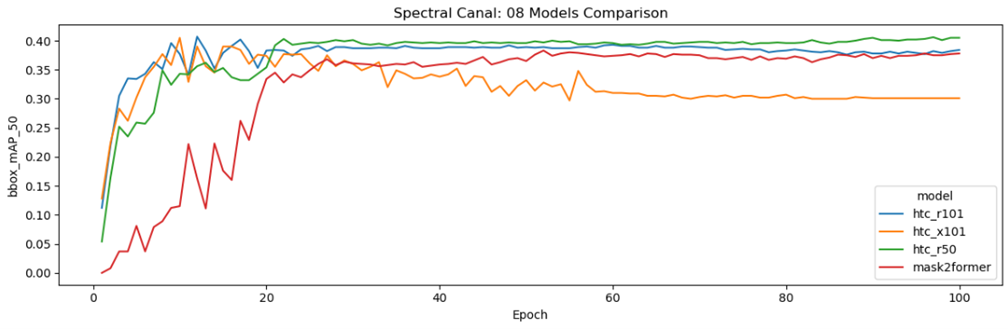 Spectral Canal: 08 Models Comparison
bbox_mAP_50
0.40
0.35
0.30
0.25
0.20
0.15
0.10
0.05
0.00
model
htc_r101
htc_x101
htc_r50
mask2former
0 20 40 60 80 100
Epoch